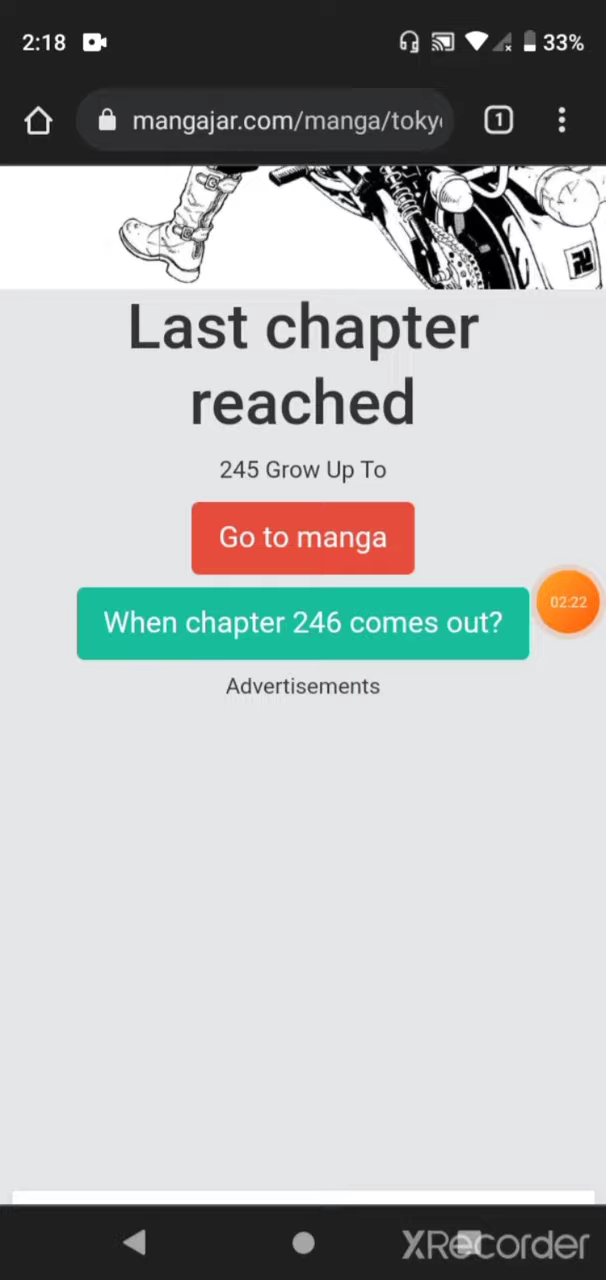 2:18
33%
mangajar.com/manga/toky
1
卍
Last chapter
reached
245 Grow Up To
Go to manga
When chapter 246 comes out?
02:22
Advertisements
XRecorder